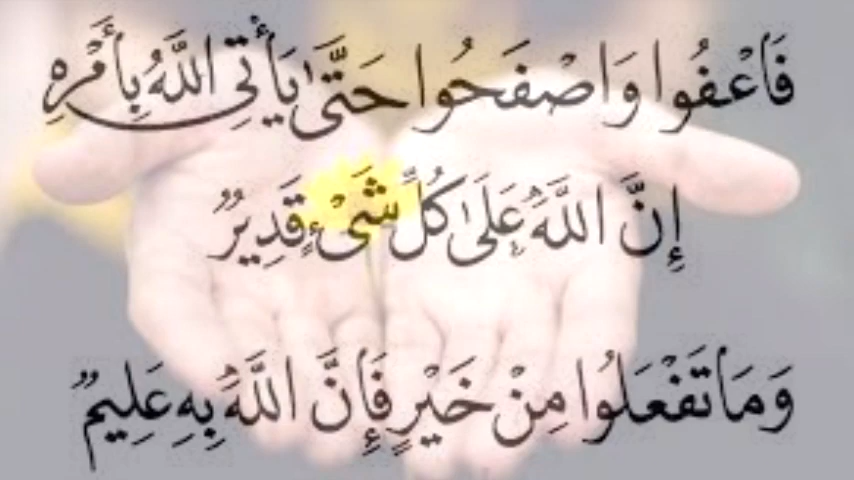 فَاعْفُوا وَاصْفَحُوا حَتَّىٰ يَأْتِيَ اللَّهُ بِأَمْرِهِ
إِنَّ اللَّهَ عَلَىٰ كُلِّ شَيْءٍ قَدِيرٌ
وَمَا تَفْعَلُوا مِنْ خَيْرٍ فَإِنَّ اللَّهَ بِهِ عَلِيمٌ